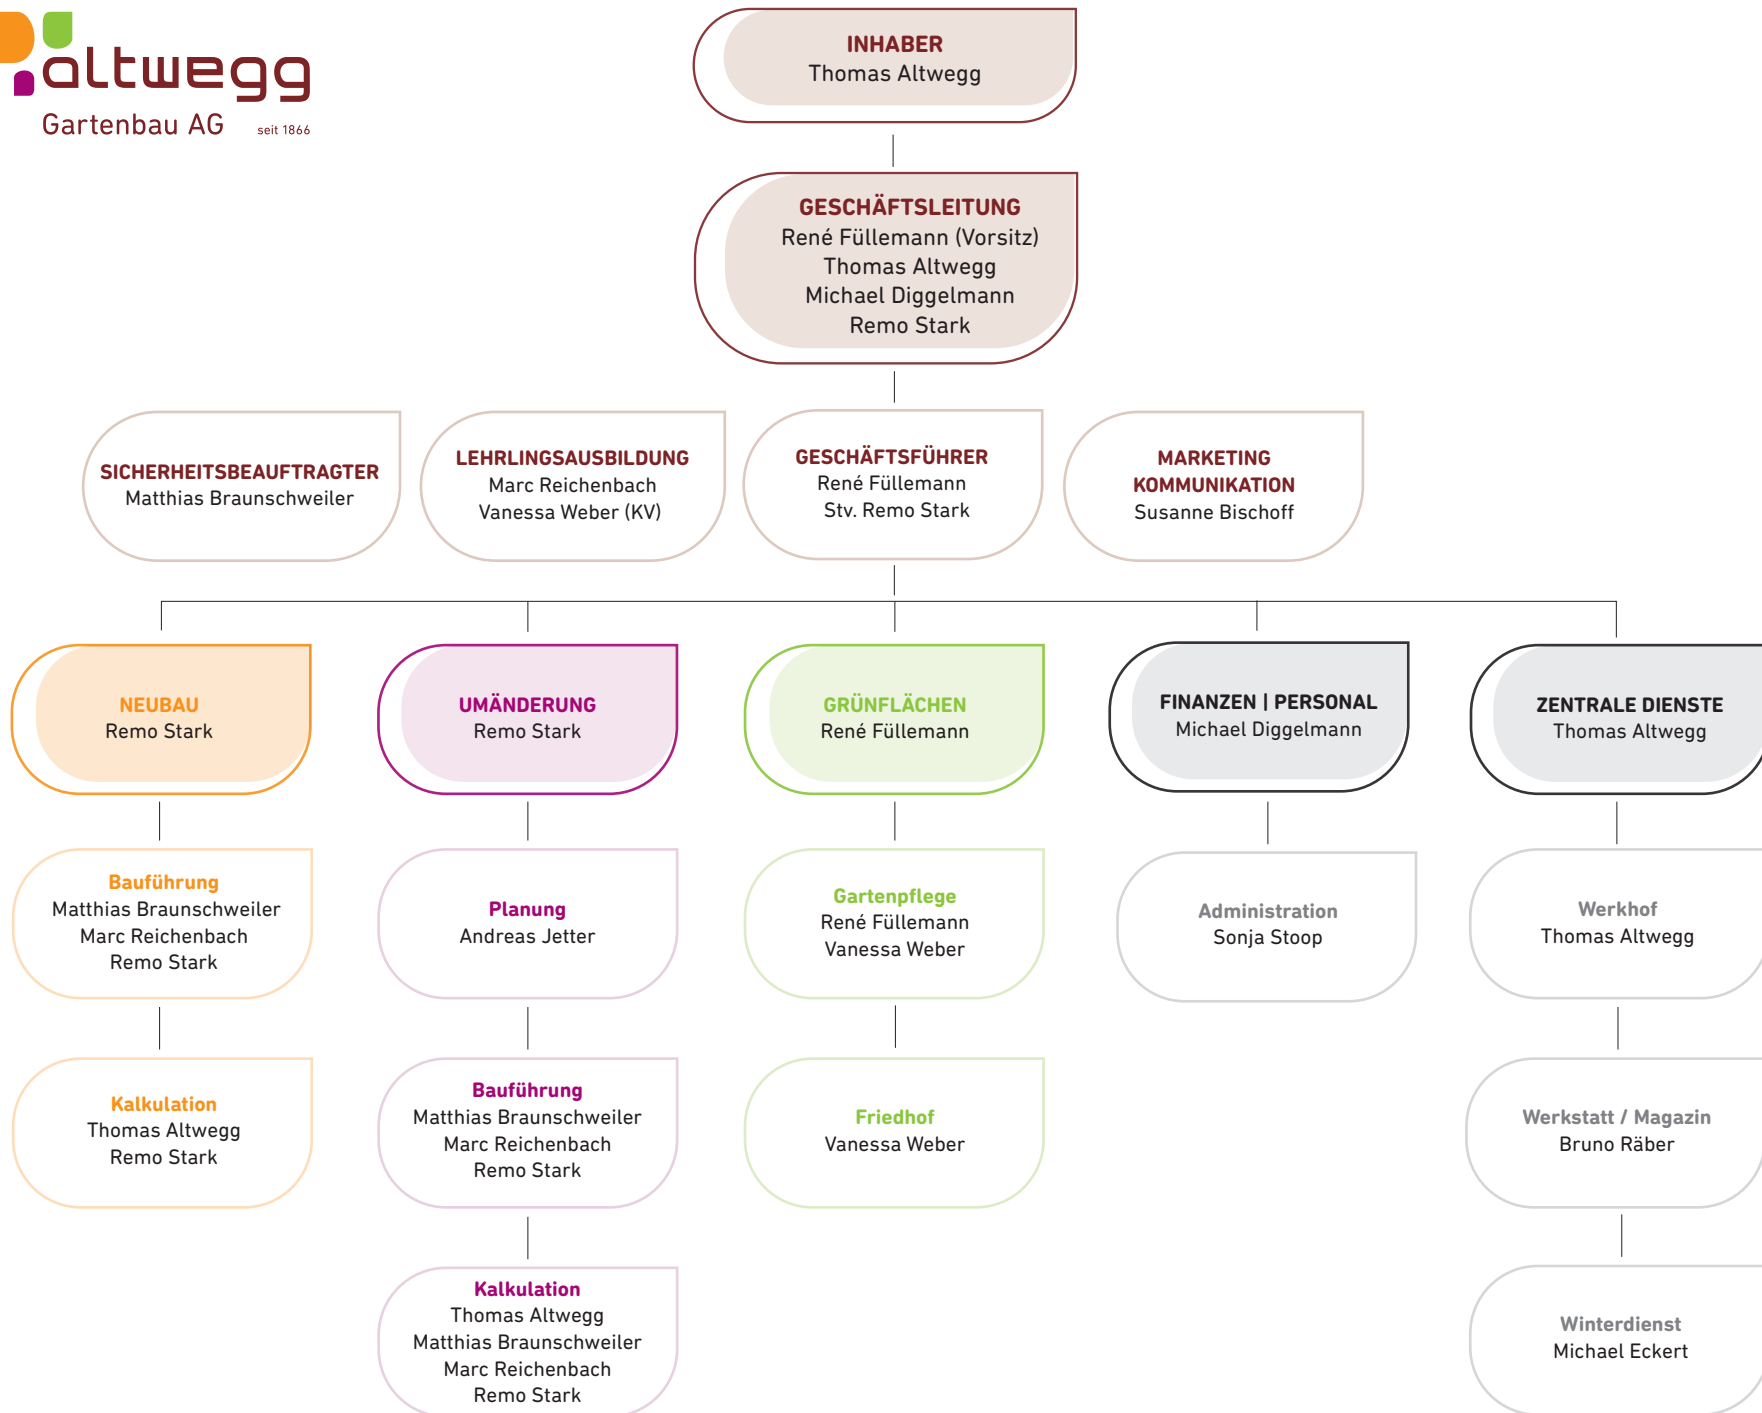 altwegg
Gartenbau AG seit 1866
INHABER
Thomas Altwegg
GESCHÄFTSLEITUNG
René Füllemann (Vorsitz)
Thomas Altwegg
Michael Diggelmann
Remo Stark
SICHERHEITSBEAUFTRAGTER
Matthias Braunschweiler
LEHRLINGSAUSBILDUNG
Marc Reichenbach
Vanessa Weber (KV)
GESCHÄFTSFÜHRER
René Füllemann
Stv. Remo Stark
MARKETING
KOMMUNIKATION
Susanne Bischoff
NEUBAU
Remo Stark
UMÄNDERUNG
Remo Stark
GRÜNFLÄCHEN
René Füllemann
FINANZEN | PERSONAL
Michael Diggelmann
ZENTRALE DIENSTE
Thomas Altwegg
Bauführung
Matthias Braunschweiler
Marc Reichenbach
Remo Stark
Planung
Andreas Jetter
Gartenpflege
René Füllemann
Vanessa Weber
Administration
Sonja Stoop
Werkhof
Thomas Altwegg
Kalkulation
Thomas Altwegg
Remo Stark
Bauführung
Matthias Braunschweiler
Marc Reichenbach
Remo Stark
Friedhof
Vanessa Weber
Werkstatt / Magazin
Bruno Räber
Kalkulation
Thomas Altwegg
Matthias Braunschweiler
Marc Reichenbach
Remo Stark
Winterdienst
Michael Eckert